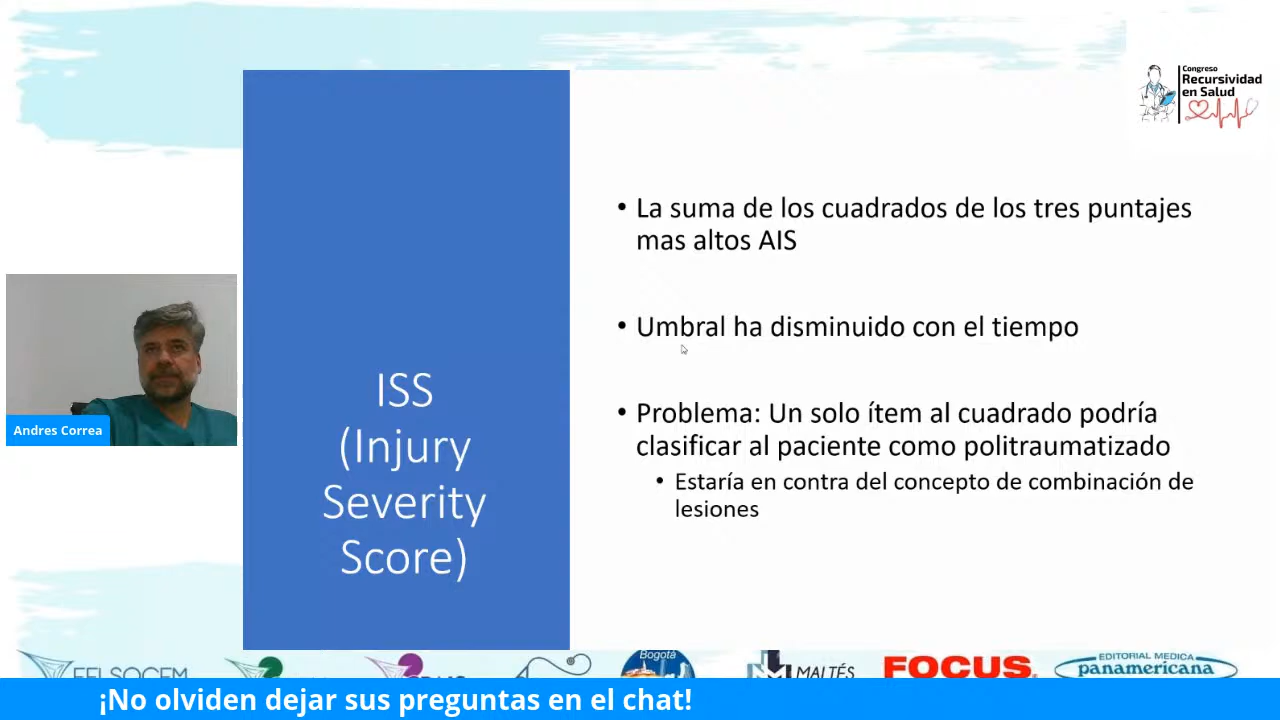 Congreso
Recursividad
en Salud
La suma de los cuadrados de los tres puntajes
mas altos AIS
Umbral ha disminuido con el tiempo
Problema: Un solo ítem al cuadrado podría
clasificar al paciente como politraumatizado
Estaría en contra del concepto de combinación de
lesiones
ISS
(Injury
Severity
Score)
Andres Correa
Bogotá
MALTÉS
FOCUS
EDITORIAL MEDICA
panamericana
¡No olviden dejar sus preguntas en el chat!